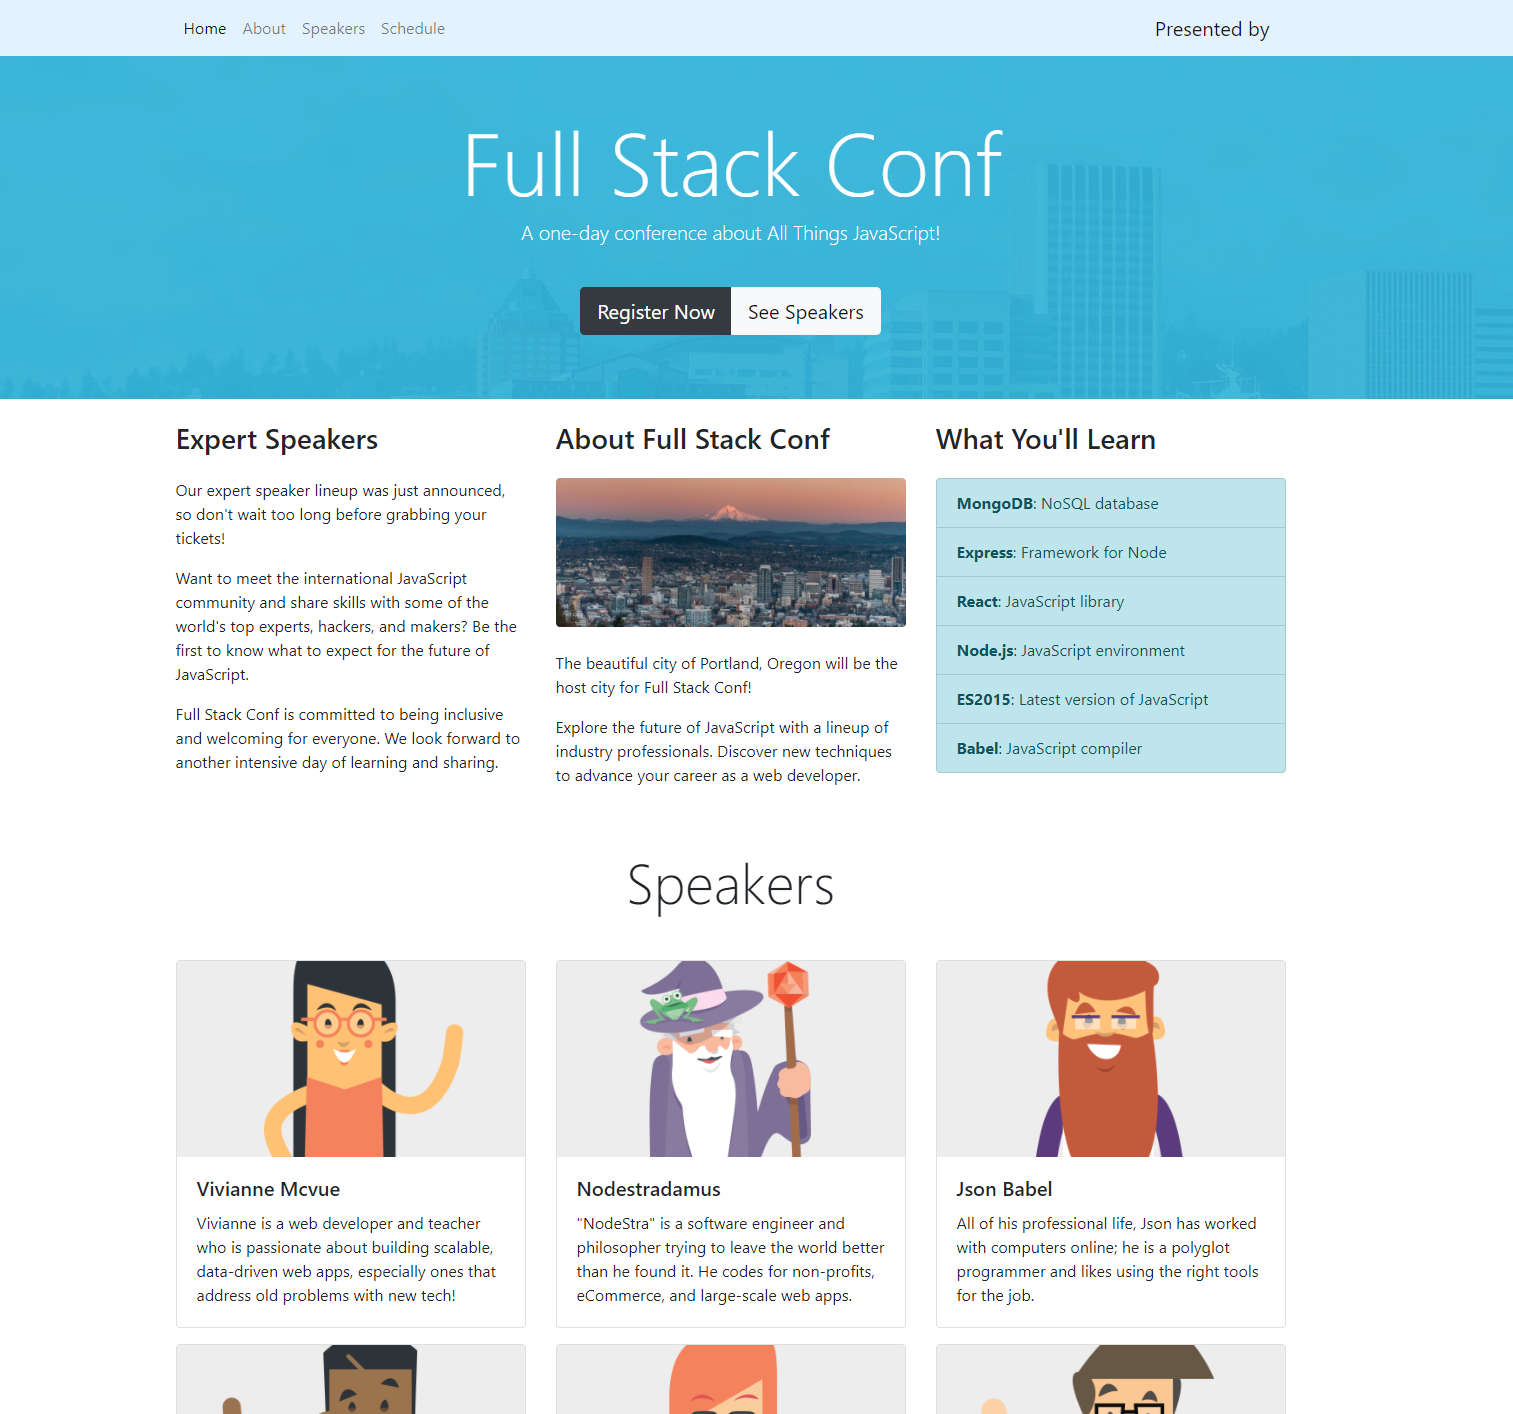 Home About Speakers Schedule Presented by
Full Stack Conf
A one-day conference about All Things JavaScript!
Register Now See Speakers
Expert Speakers
Our expert speaker lineup was just announced,
so don't wait too long before grabbing your
tickets!
Want to meet the international JavaScript
community and share skills with some of the
world's top experts, hackers, and makers? Be the
first to know what to expect for the future of
JavaScript.
Full Stack Conf is committed to being inclusive
and welcoming for everyone. We look forward to
another intensive day of learning and sharing.
About Full Stack Conf
The beautiful city of Portland, Oregon will be the
host city for Full Stack Conf!
Explore the future of JavaScript with a lineup of
industry professionals. Discover new techniques
to advance your career as a web developer.
What You'll Learn
MongoDB: NoSQL database
Express: Framework for Node
React: JavaScript library
Node.js: JavaScript environment
ES2015: Latest version of JavaScript
Babel: JavaScript compiler
Speakers
Vivianne Mcvue
Vivianne is a web developer and teacher
who is passionate about building scalable,
data-driven web apps, especially ones that
address old problems with new tech!
Nodestradamus
"NodeStra" is a software engineer and
philosopher trying to leave the world better
than he found it. He codes for non-profits,
eCommerce, and large-scale web apps.
Json Babel
All of his professional life, Json has worked
with computers online; he is a polyglot
programmer and likes using the right tools
for the job.